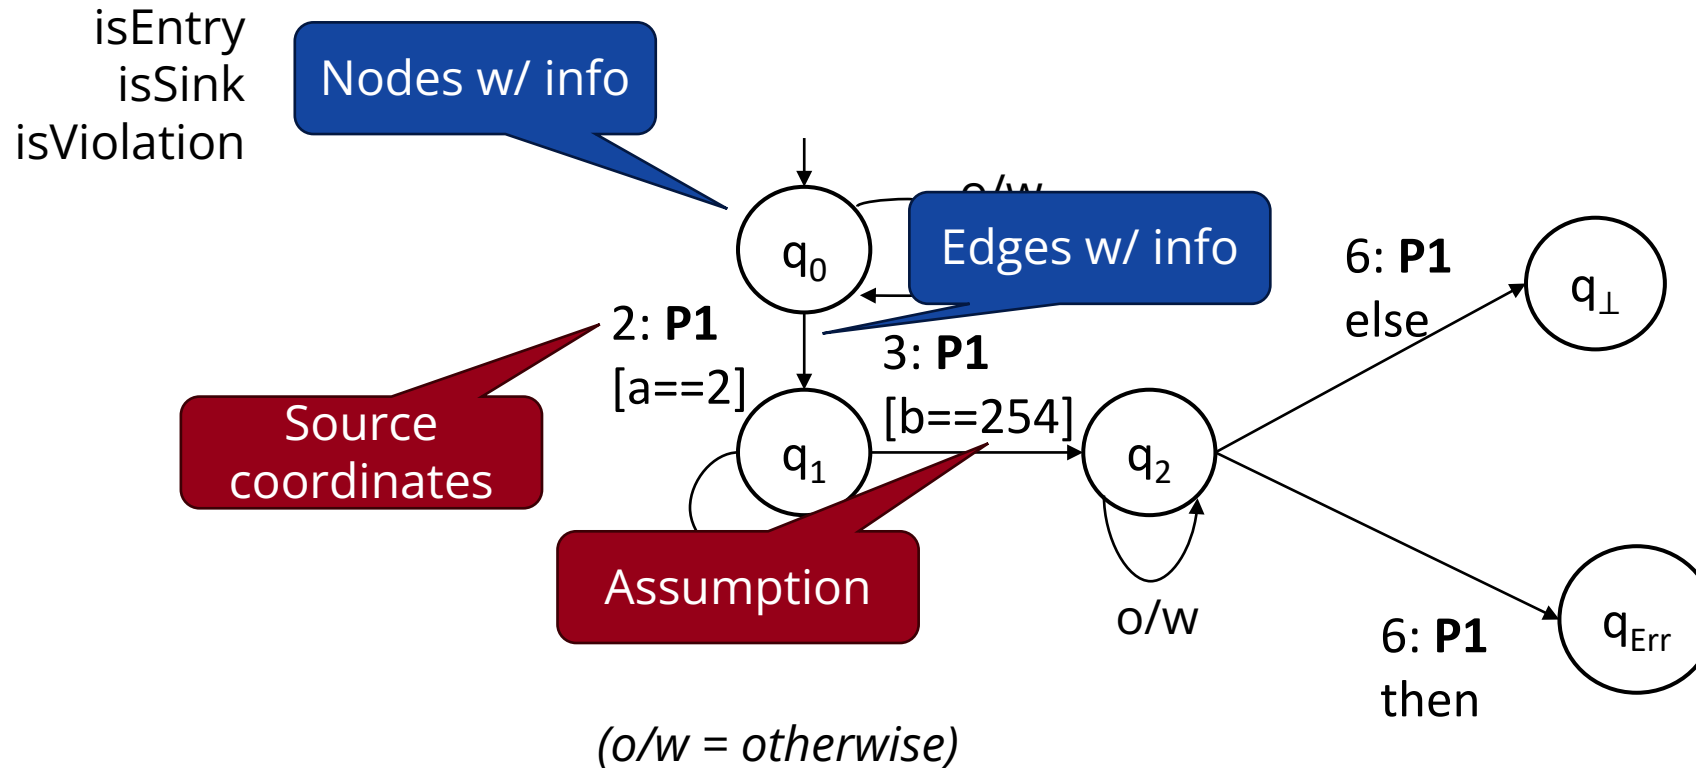 isEntry
isSink
isViolation
Nodes w/ info
o/w
q0
Edges w/ info
6: P1
else
q⊥
2: P1
[a==2]
3: P1
[b==254]
Source
coordinates
q1
q2
Assumption
o/w
6: P1
then
qErr
(o/w = otherwise)